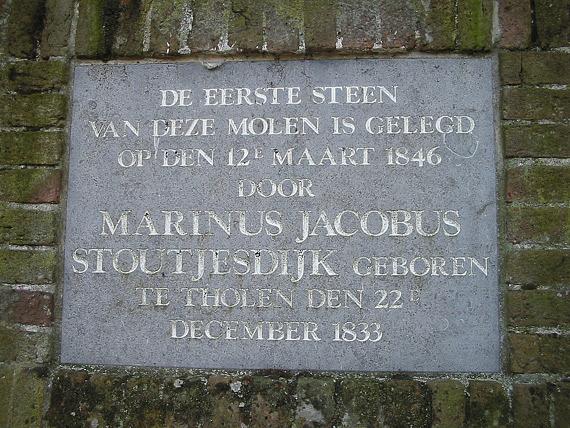 DE EERSTE STEEN
VAN DEZE MOLEN IS GELEGD
OP DEN 12E MAART 1846
DOOR
MARINUS JACOBUS
STOUTJESDIJK GEBOREN
TE THOLEN DEN 22E
DECEMBER 1833